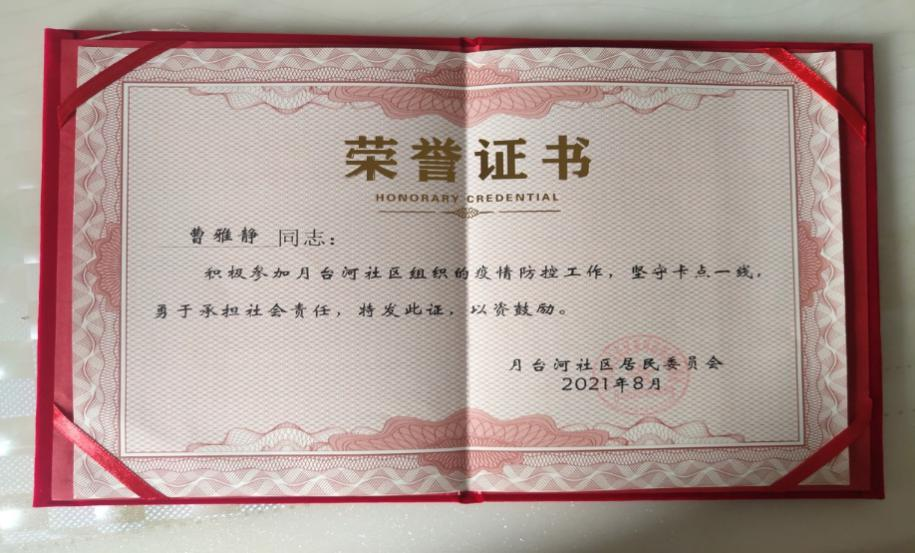 荣誉证书
HONORARY CREDENTIAL
曹雅静 同志：
积极参加月台河社区组织的疫情防控工作，坚守卡点一线，
勇于承担社会责任，特发此证，以资鼓励。
月台河社区居民委员会
2021年8月